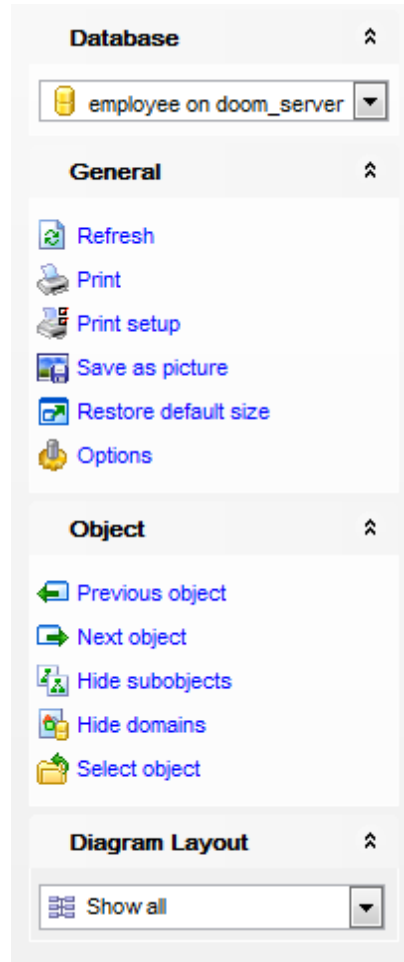 Database
employee on doom_server
General
Refresh
Print
Print setup
Save as picture
Restore default size
Options
Object
Previous object
Next object
Hide subobjects
Hide domains
Select object
Diagram Layout
Show all